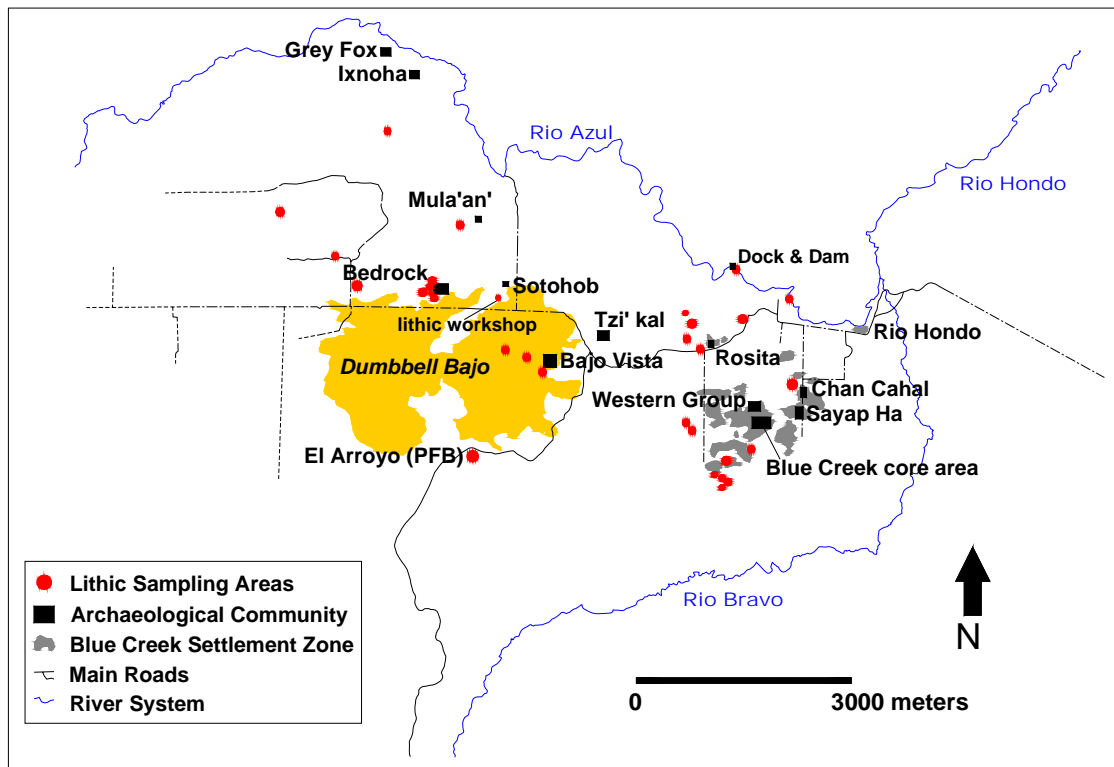 Grey Fox
Ixnoha
Rio Azul
Rio Hondo
Mula'an'
Dock & Dam
Bedrock
Sotohob
lithic workshop
Tzi' kal
Rio Hondo
Dumbbell Bajo
Bajo Vista
Rosita
Western Group
Chan Cahal
Sayap Ha
El Arroyo (PFB)
Blue Creek core area
Lithic Sampling Areas
Archaeological Community
Blue Creek Settlement Zone
Main Roads
River System
Rio Bravo
N
0 3000 meters